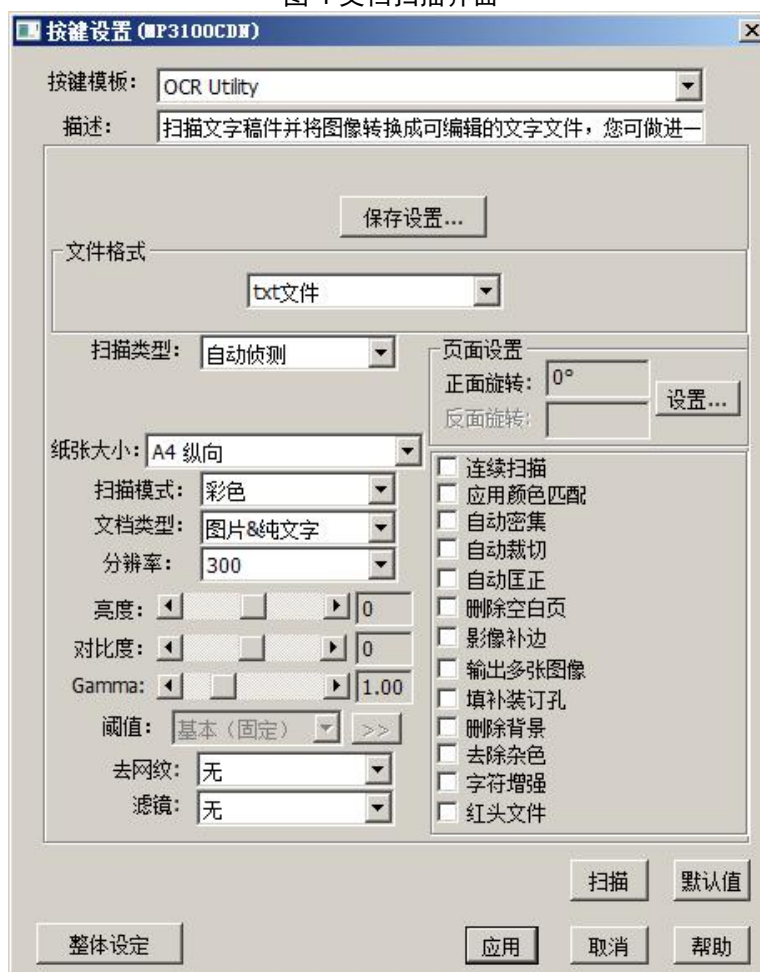 按键设置(MP3100CDN)
按键模板： OCR Utility
描述： 扫描文字稿件并将图像转换成可编辑的文字文件，您可做进一
保存设置...
文件格式
txt文件
扫描类型： 自动侦测
页面设置
正面旋转： 0°
设置...
反面旋转：
纸张大小： A4 纵向
扫描模式： 彩色
文档类型： 图片&纯文字
分辨率： 300
亮度： 0
对比度： 0
Gamma: 1.00
阈值： 基本（固定） >>
去网纹： 无
滤镜： 无
连续扫描
应用颜色匹配
自动密集
自动裁切
自动匡正
删除空白页
影像补边
输出多张图像
填补装订孔
删除背景
去除杂色
字符增强
红头文件
扫描 默认值
整体设定 应用 取消 帮助